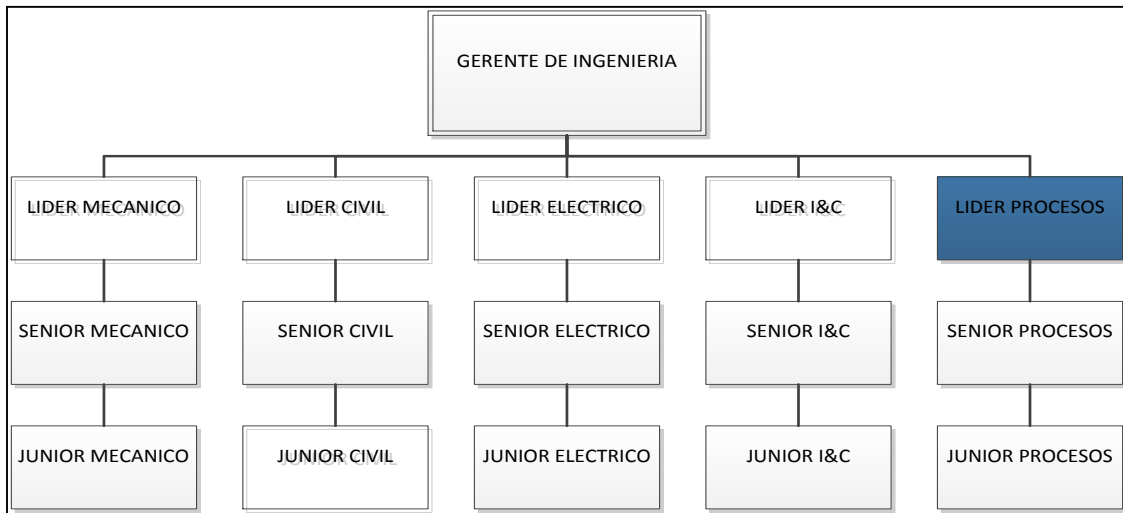 GERENTE DE INGENIERIA
LIDER MECANICO
LIDER CIVIL
LIDER ELECTRICO
LIDER I&C
LIDER PROCESOS
SENIOR MECANICO
SENIOR CIVIL
SENIOR ELECTRICO
SENIOR I&C
SENIOR PROCESOS
JUNIOR MECANICO
JUNIOR CIVIL
JUNIOR ELECTRICO
JUNIOR I&C
JUNIOR PROCESOS